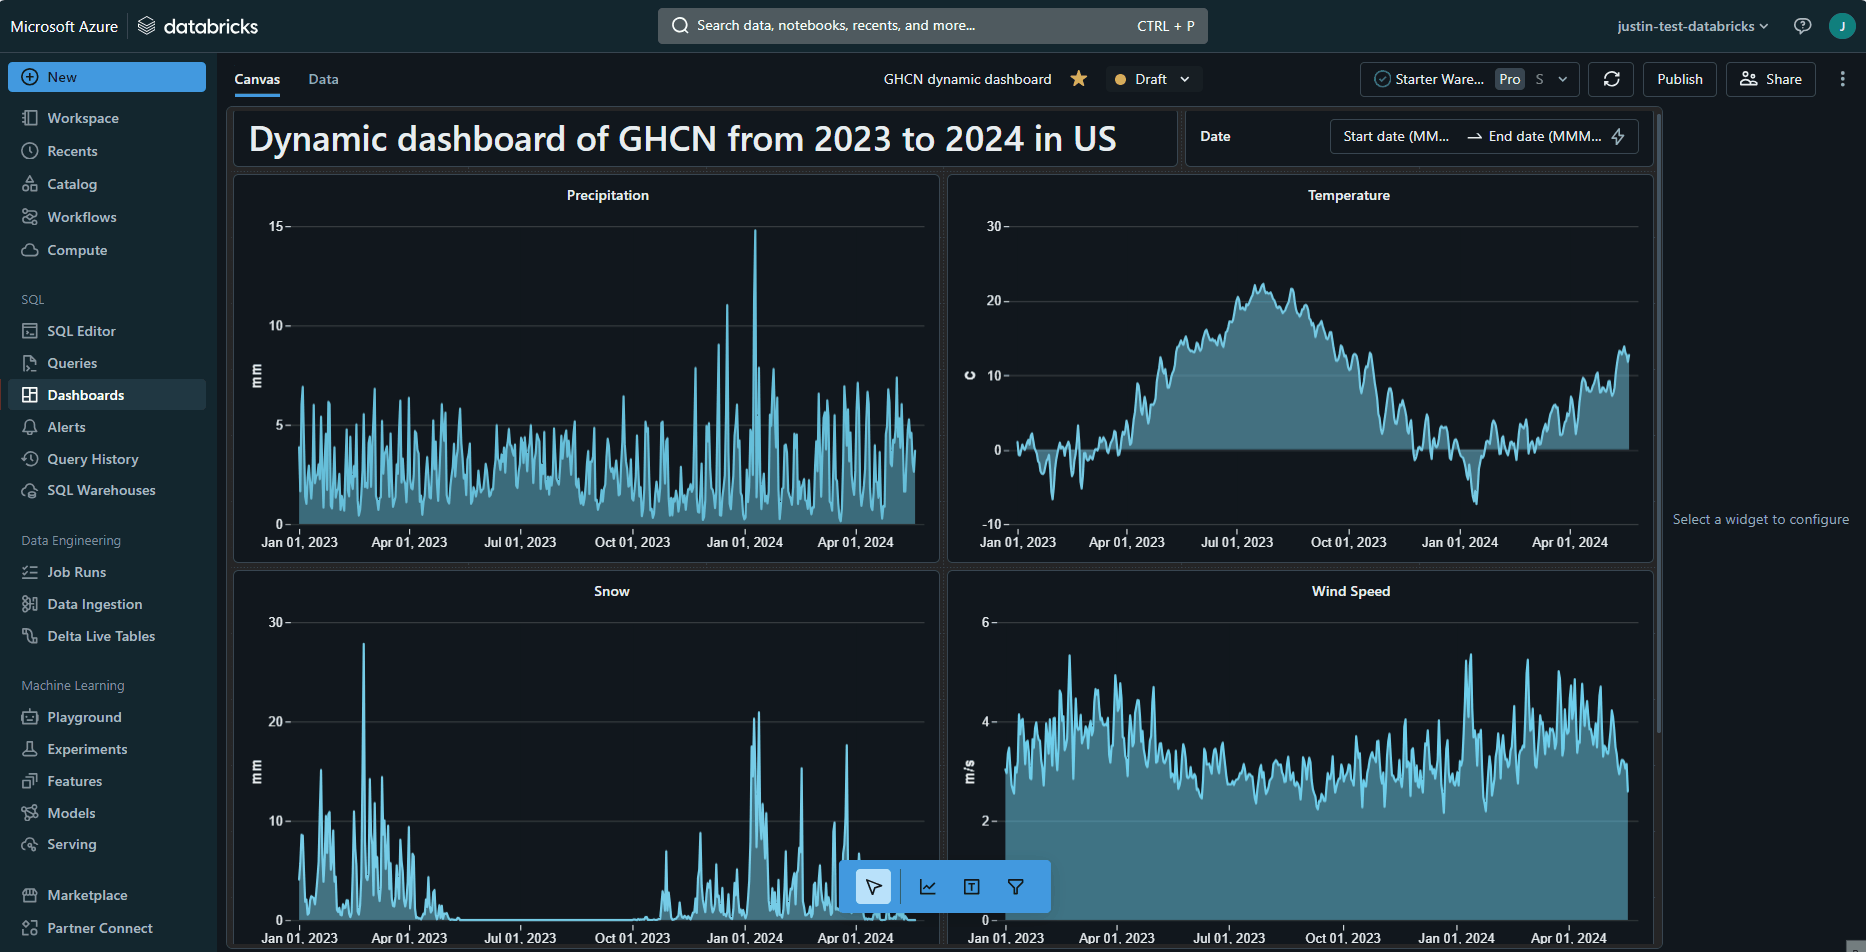 Microsoft Azure databricks
Search data, notebooks, recents, and more... CTRL + P
justin-test-databricks
J
New
Workspace
Recents
Catalog
Workflows
Compute
SQL
SQL Editor
Queries
Dashboards
Alerts
Query History
SQL Warehouses
Data Engineering
Job Runs
Data Ingestion
Delta Live Tables
Machine Learning
Playground
Experiments
Features
Models
Serving
Marketplace
Partner Connect
Canvas Data
GHCN dynamic dashboard Draft
Starter Ware... Pro S
Publish
Share
Dynamic dashboard of GHCN from 2023 to 2024 in US
Date
Start date (MM... End date (MMM...
Precipitation
15
10
5
0
mm
Jan 01, 2023 Apr 01, 2023 Jul 01, 2023 Oct 01, 2023 Jan 01, 2024 Apr 01, 2024
Temperature
30
20
10
0
-10
C
Jan 01, 2023 Apr 01, 2023 Jul 01, 2023 Oct 01, 2023 Jan 01, 2024 Apr 01, 2024
Snow
30
20
10
0
mm
Jan 01, 2023 Apr 01, 2023 Jul 01, 2023 Oct 01, 2023 Jan 01, 2024 Apr 01, 2024
Wind Speed
6
4
2
0
m/s
Jan 01, 2023 Apr 01, 2023 Jul 01, 2023 Oct 01, 2023 Jan 01, 2024 Apr 01, 2024
Select a widget to configure